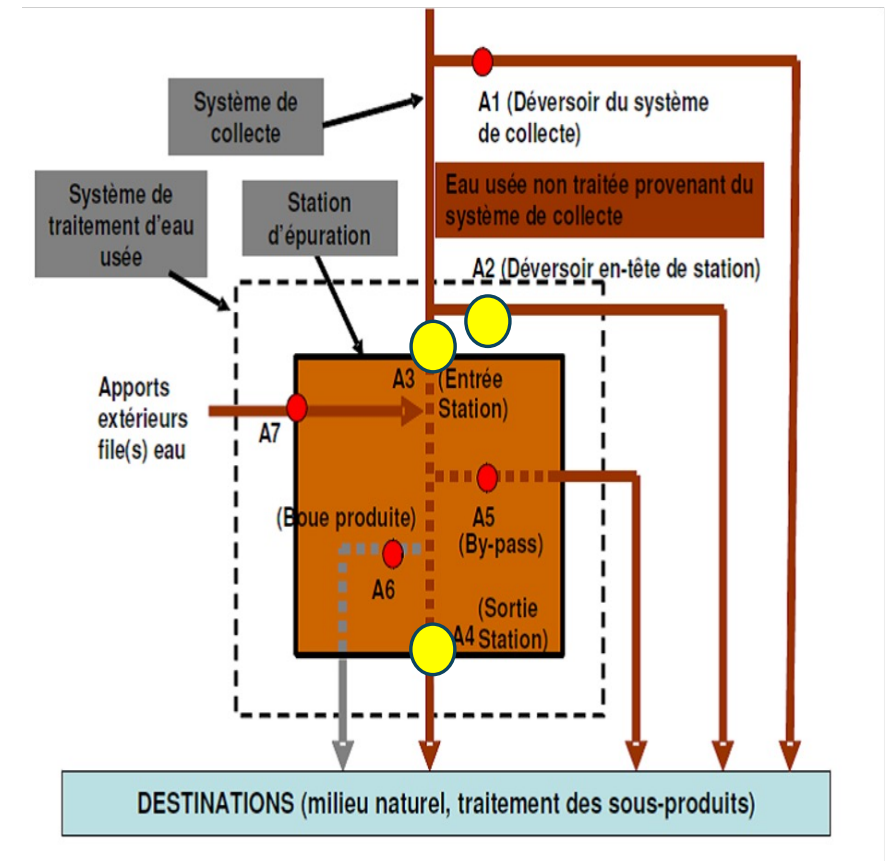 Système de
collecte
A1 (Déversoir du système
de collecte)
Système de
traitement d'eau
usée
Station
d'épuration
Eau usée non traitée provenant du
système de collecte
A2 (Déversoir en-tête de station)
A3 (Entrée
Station)
Apports
extérieurs
file(s) eau
A7
(Boue produite)
A5
(By-pass)
A6
(Sortie
A4 Station)
DESTINATIONS (milieu naturel, traitement des sous-produits)